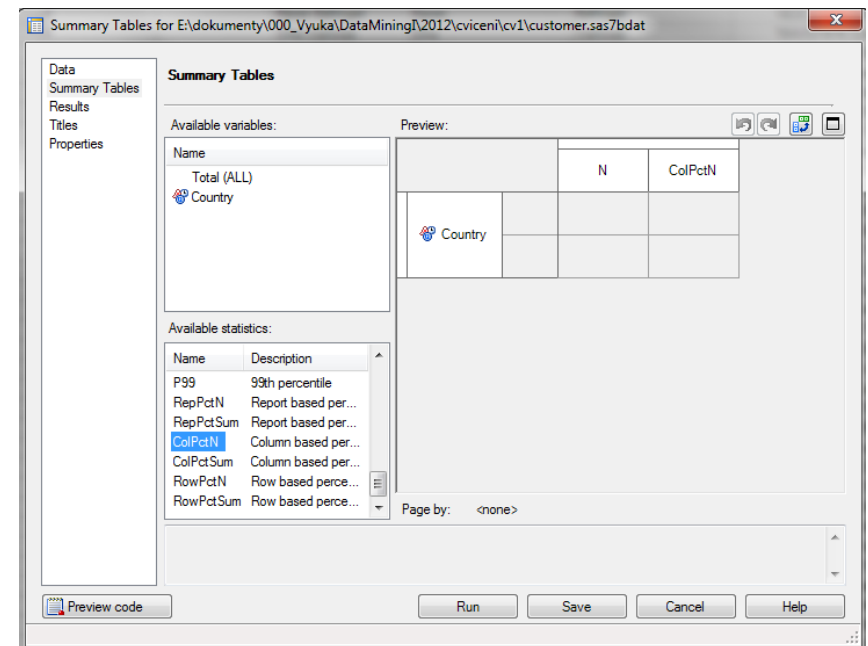 Summary Tables for E:\dokumenty\000_Vyuka\DataMiningI\2012\cviceni\cv1\customer.sas7bdat
Data
Summary Tables
Results
Titles
Properties
Summary Tables
Available variables:
Name
Total (ALL)
Country
Available statistics:
Name Description
P99 99th percentile
RepPctN Report based per...
RepPctSum Report based per...
ColPctN Column based per...
ColPctSum Column based per...
RowPctN Row based perce...
RowPctSum Row based perce...
Preview:
N ColPctN
Country
Page by: <none>
Preview code
Run Save Cancel Help